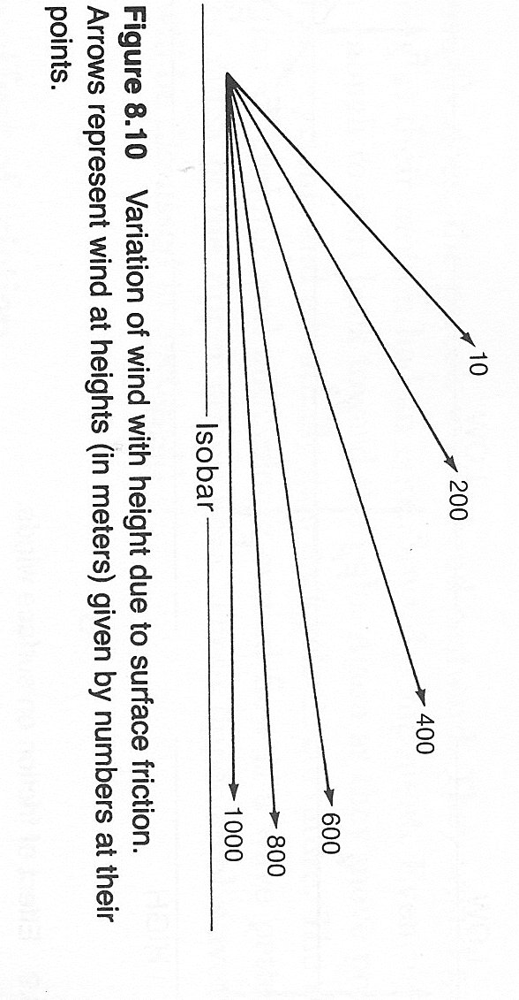 10
200
400
600
800
1000
Isobar
Figure 8.10 Variation of wind with height due to surface friction.
Arrows represent wind at heights (in meters) given by numbers at their
points.